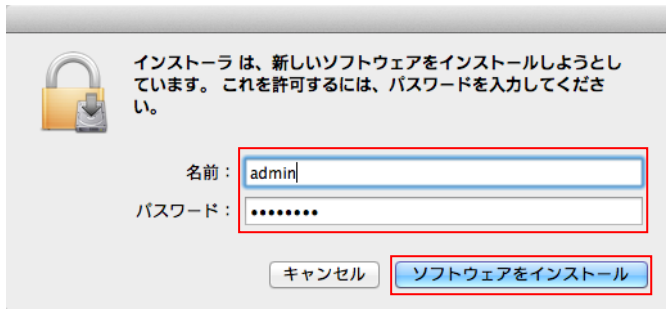 インストーラ は、新しいソフトウェアをインストールしようとし
ています。 これを許可するには、パスワードを入力してくださ
い。
名前： admin
パスワード： ••••••••
キャンセル ソフトウェアをインストール